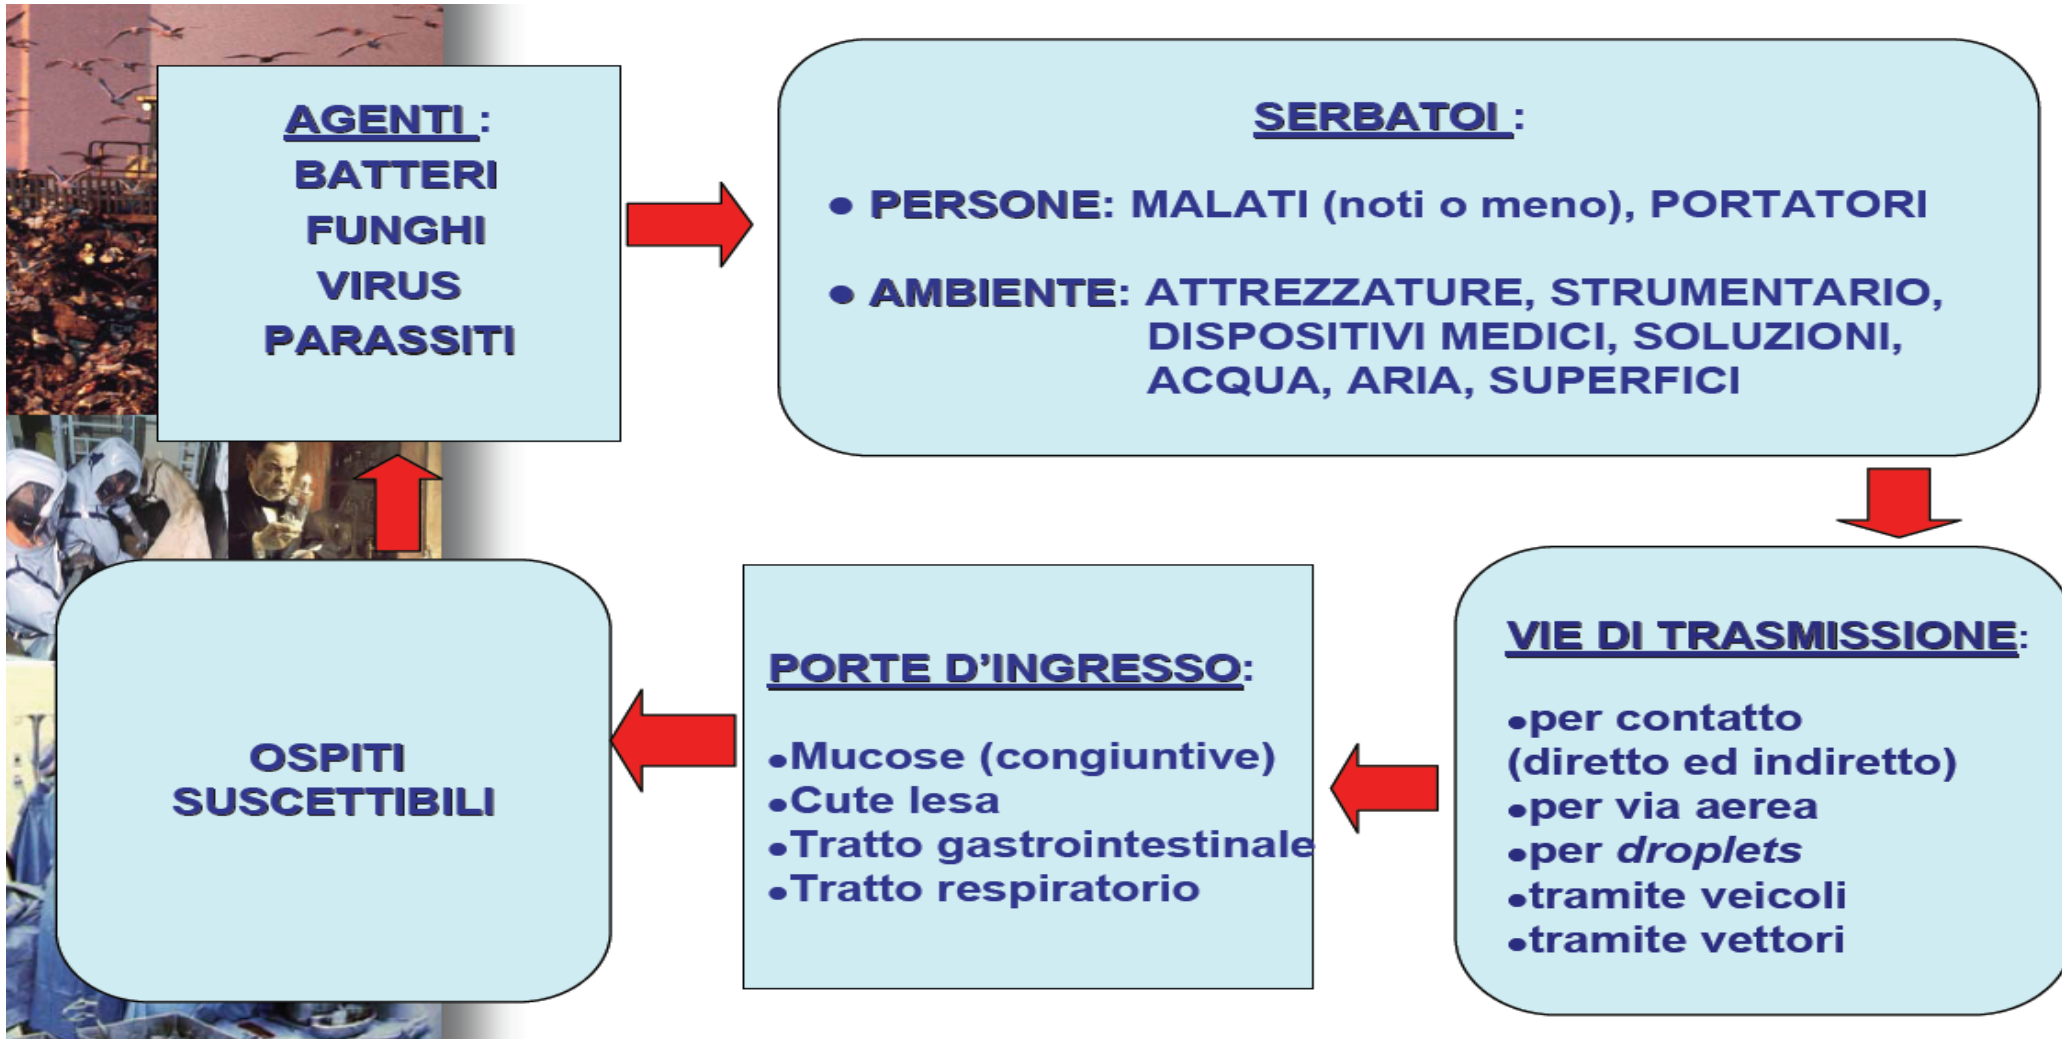 AGENTI :
BATTERI
FUNGHI
VIRUS
PARASSITI
SERBATOI :
● PERSONE: MALATI (noti o meno), PORTATORI
● AMBIENTE: ATTREZZATURE, STRUMENTARIO,
DISPOSITIVI MEDICI, SOLUZIONI,
ACQUA, ARIA, SUPERFICI
VIE DI TRASMISSIONE:
●per contatto
(diretto ed indiretto)
●per via aerea
●per droplets
●tramite veicoli
●tramite vettori
PORTE D’INGRESSO:
●Mucose (congiuntive)
●Cute lesa
●Tratto gastrointestinale
●Tratto respiratorio
OSPITI
SUSCETTIBILI